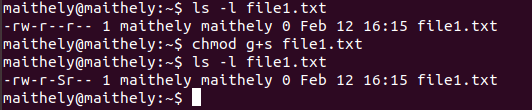 maithely@maithely:~$ ls -l file1.txt
-rw-r--r-- 1 maithely maithely 0 Feb 12 16:15 file1.txt
maithely@maithely:~$ chmod g+s file1.txt
maithely@maithely:~$ ls -l file1.txt
-rw-r-Sr-- 1 maithely maithely 0 Feb 12 16:15 file1.txt
maithely@maithely:~$